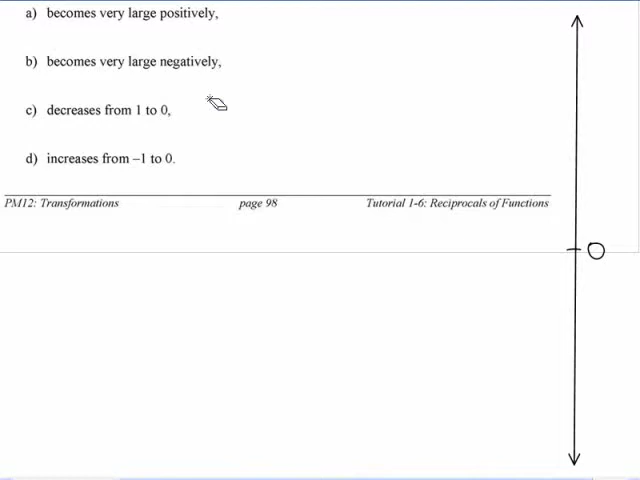 a) becomes very large positively,
b) becomes very large negatively,
c) decreases from 1 to 0,
d) increases from –1 to 0.
PM12: Transformations page 98 Tutorial 1-6: Reciprocals of Functions
0